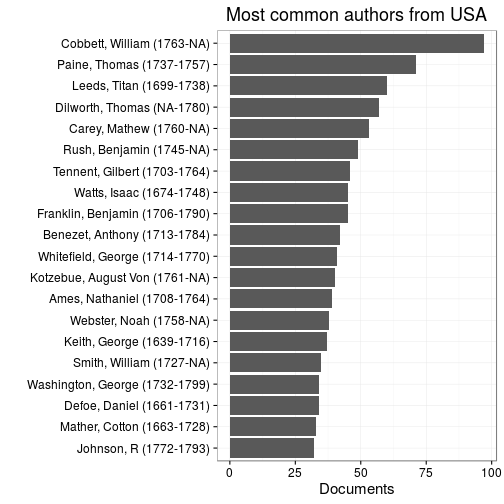 Most common authors from USA
Cobbett, William (1763-NA)
Paine, Thomas (1737-1757)
Leeds, Titan (1699-1738)
Dilworth, Thomas (NA-1780)
Carey, Mathew (1760-NA)
Rush, Benjamin (1745-NA)
Tennent, Gilbert (1703-1764)
Watts, Isaac (1674-1748)
Franklin, Benjamin (1706-1790)
Benezet, Anthony (1713-1784)
Whitefield, George (1714-1770)
Kotzebue, August Von (1761-NA)
Ames, Nathaniel (1708-1764)
Webster, Noah (1758-NA)
Keith, George (1639-1716)
Smith, William (1727-NA)
Washington, George (1732-1799)
Defoe, Daniel (1661-1731)
Mather, Cotton (1663-1728)
Johnson, R (1772-1793)
0 25 50 75 100
Documents